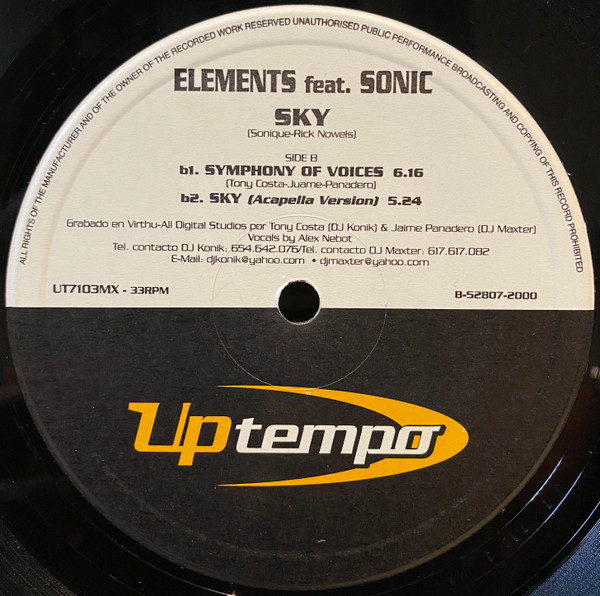 ALL RIGHTS OF THE MANUFACTURER AND OF THE OWNER OF THE RECORDED WORK RESERVED UNAUTHORISED PUBLIC PERFORMANCE BROADCASTING AND COPYING OF THIS RECORD PROHIBITED
ELEMENTS feat. SONIC
SKY
(Sonique-Rick Nowels)
SIDE B
b1. SYMPHONY OF VOICES 6.16
(Tony Costa-Juame-Panadero)
b2. SKY (Acapella Version) 5.24
Grabado en Virthu-All Digital Studios por Tony Costa (DJ Konik) & Jaime Panadero (DJ Maxter)
Vocals by Alex Nebot
Tel. contacto DJ Konik: 654.642.076/Tel. contacto DJ Maxter: 617.617.082
E-Mail: djkonik@yahoo.com • djmaxter@yahoo.com
UT7103MX - 33RPM
B-52807-2000
Uptempo